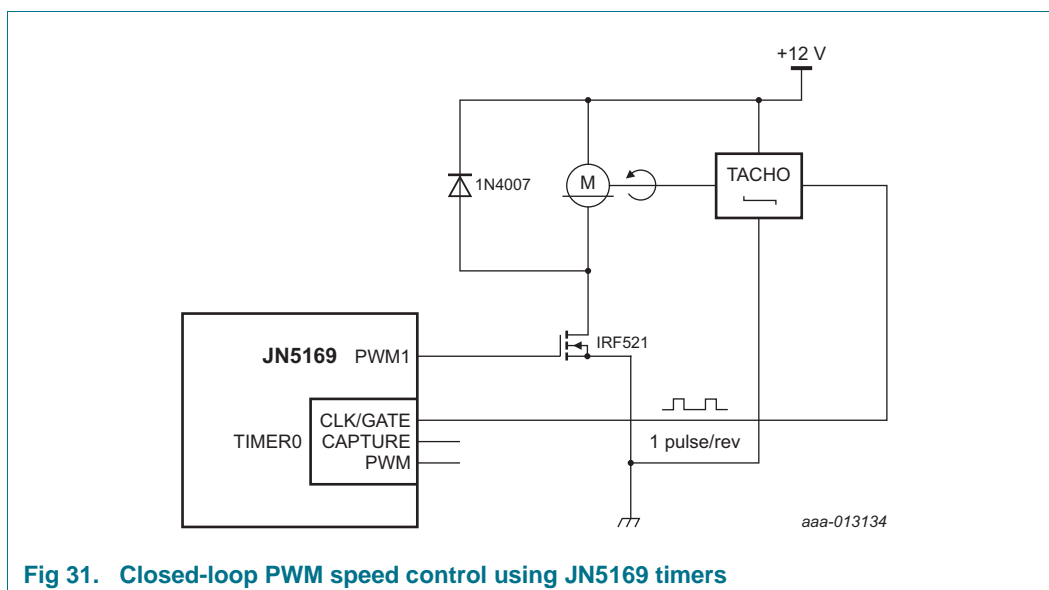 +12 V
1N4007
M
TACHO
IRF521
JN5169 PWM1
CLK/GATE
TIMER0 CAPTURE
PWM
1 pulse/rev
aaa-013134
Fig 31. Closed-loop PWM speed control using JN5169 timers